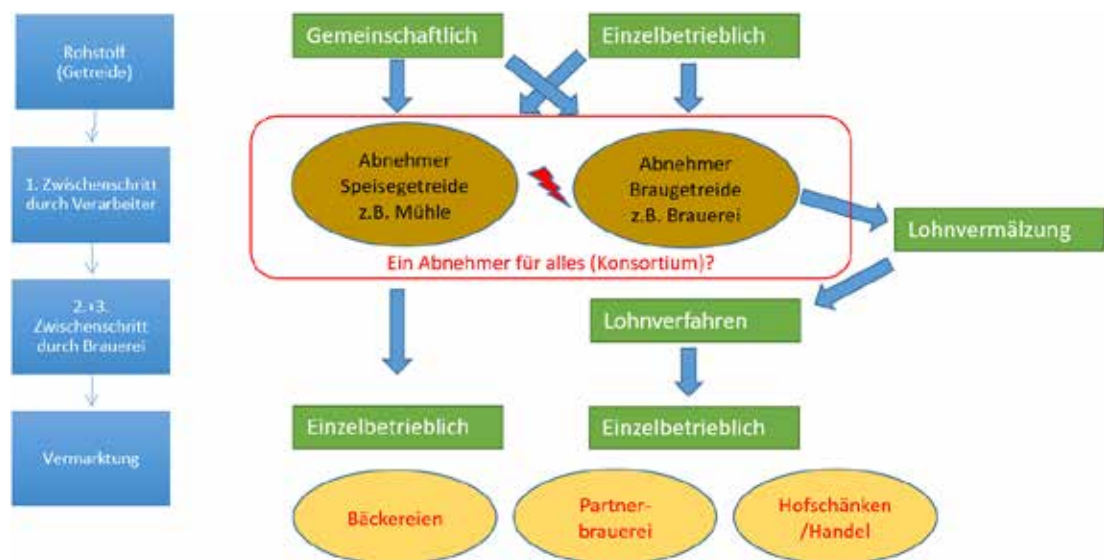 Rohstoff
(Getreide)
1. Zwischenschritt
durch Verarbeiter
2.+3.
Zwischenschritt
durch Brauerei
Vermarktung
Gemeinschaftlich
Einzelbetrieblich
Abnehmer
Speisegetreide
z.B. Mühle
Abnehmer
Braugetreide
z.B. Brauerei
Ein Abnehmer für alles (Konsortium)?
Lohnvermälzung
Lohnverfahren
Einzelbetrieblich
Einzelbetrieblich
Bäckereien
Partner-
brauerei
Hofschänken
/Handel